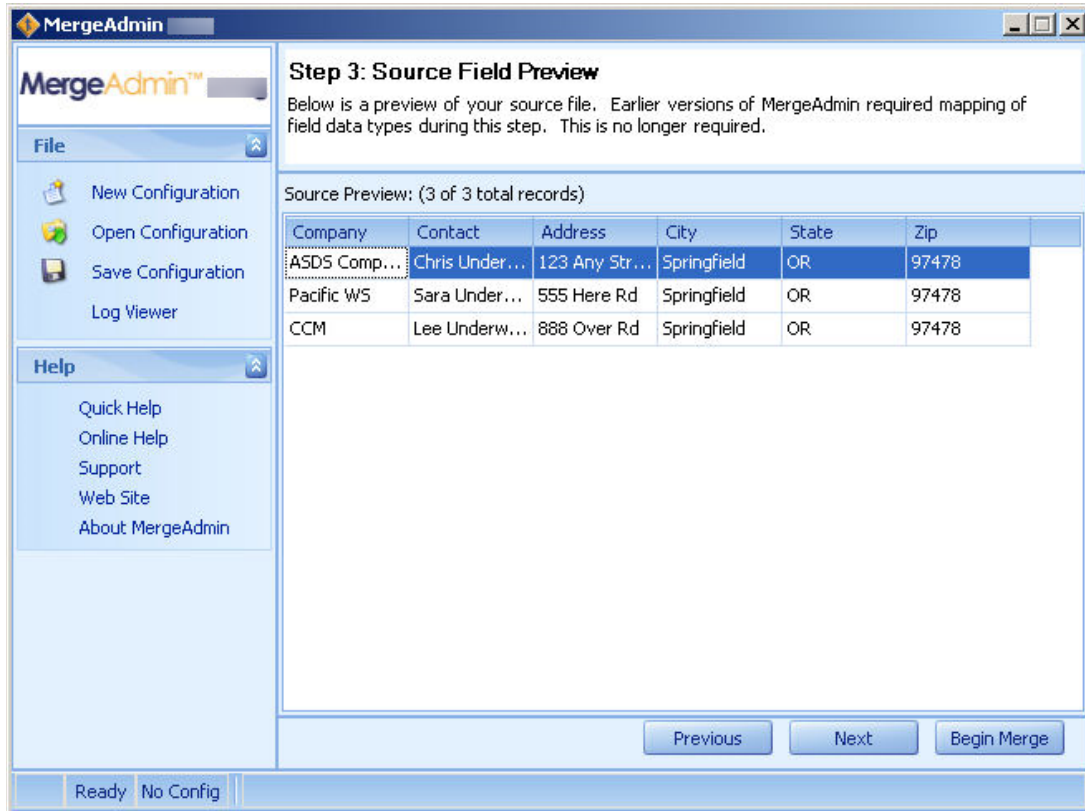 MergeAdmin
MergeAdmin™
Step 3: Source Field Preview
Below is a preview of your source file. Earlier versions of MergeAdmin required mapping of
field data types during this step. This is no longer required.
File
New Configuration
Open Configuration
Save Configuration
Log Viewer
Help
Quick Help
Online Help
Support
Web Site
About MergeAdmin
Source Preview: (3 of 3 total records)
Company Contact Address City State Zip
ASDS Comp... Chris Under... 123 Any Str... Springfield OR 97478
Pacific WS Sara Under... 555 Here Rd Springfield OR 97478
CCM Lee Underw... 888 Over Rd Springfield OR 97478
Previous Next Begin Merge
Ready No Config